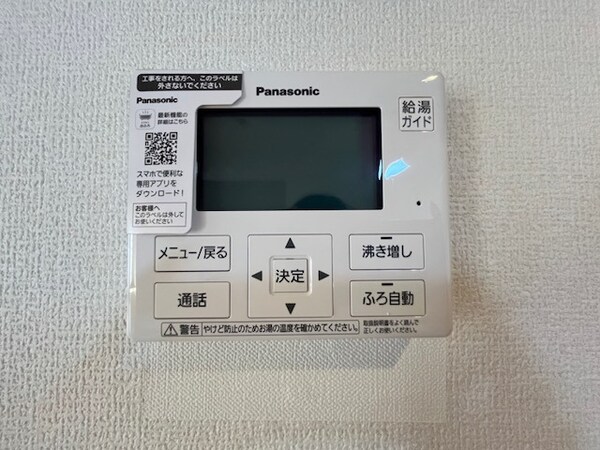 工事をされる方へ、このラベルは
外さないでください
Panasonic
最新機能の
詳細はこちら
スマホで便利な
専用アプリを
ダウンロード！
お客様へ
このラベルは外して
お使いください
Panasonic
給湯
ガイド
メニュー/戻る
沸き増し
決定
通話
ふろ自動
警告 やけど防止のためお湯の温度を確かめてください。
取扱説明書をよく読んで
正しくお使いください。